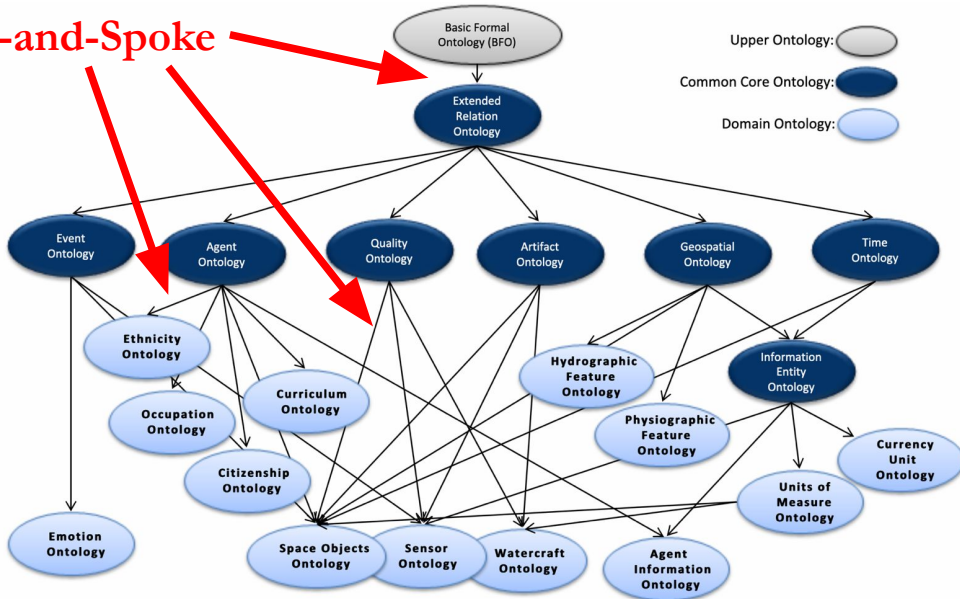 -and-Spoke
Basic Formal
Ontology (BFO)
Upper Ontology:
Common Core Ontology:
Domain Ontology:
Extended
Relation
Ontology
Event
Ontology
Agent
Ontology
Quality
Ontology
Artifact
Ontology
Geospatial
Ontology
Time
Ontology
Ethnicity
Ontology
Hydrographic
Feature
Ontology
Information
Entity
Ontology
Occupation
Ontology
Curriculum
Ontology
Physiographic
Feature
Ontology
Currency
Unit
Ontology
Citizenship
Ontology
Units of
Measure
Ontology
Emotion
Ontology
Space Objects
Ontology
Sensor
Ontology
Watercraft
Ontology
Agent
Information
Ontology